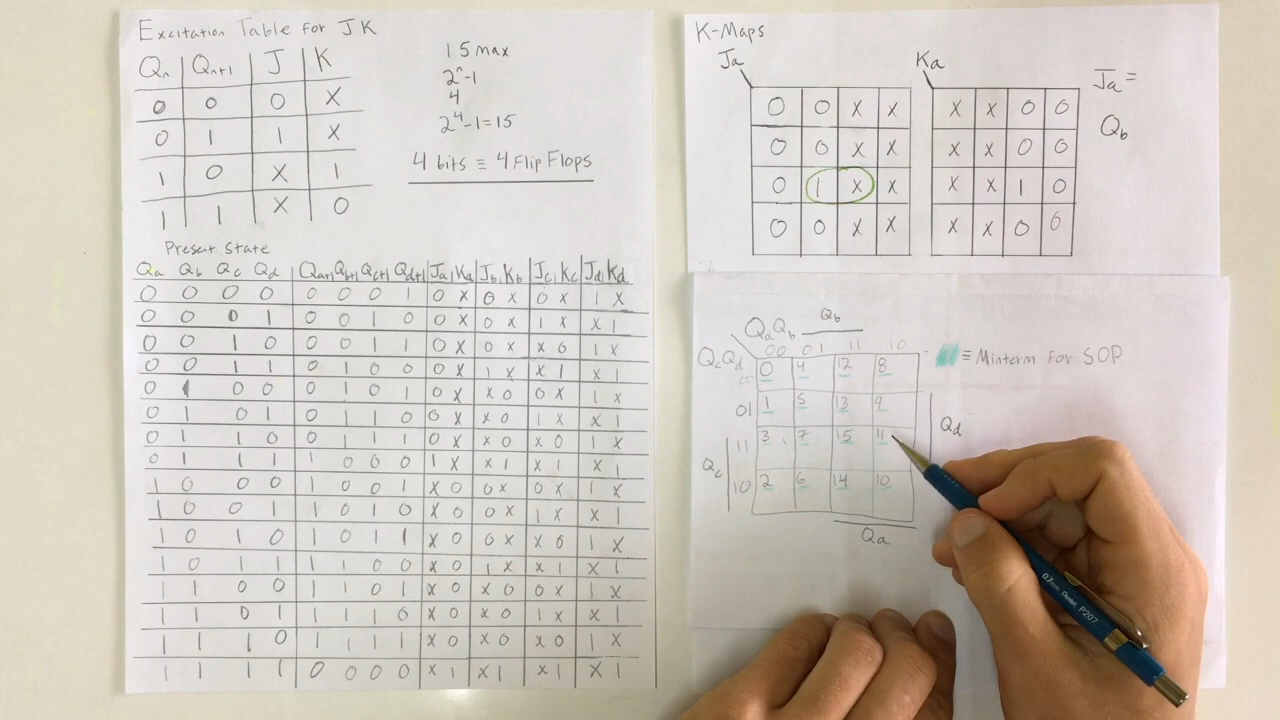 Excitation Table for JK
Qn Qn+1 J K
0 0 0 X
0 1 1 X
1 0 X 1
1 1 X 0
15 max
2^n-1
4
2^4-1=15
4 bits ≡ 4 Flip Flops
Present State
Qa Qb Qc Qd Qa+1 Qb+1 Qc+1 Qd+1 Ja Ka Jb Kb Jc Kc Jd Kd
0 0 0 0 0 0 0 1 0 X 0 X 0 X 1 X
0 0 0 1 0 0 1 0 0 X 0 X 1 X X 1
0 0 1 0 0 0 1 1 0 X 0 X X 0 1 X
0 0 1 1 0 1 0 0 0 X 1 X X 1 X 1
0 1 0 0 0 1 0 1 0 X X 0 0 X 1 X
0 1 0 1 0 1 1 0 0 X X 0 1 X X 1
0 1 1 0 0 1 1 1 0 X X 0 X 0 1 X
0 1 1 1 1 0 0 0 1 X X 1 X 1 X 1
1 0 0 0 1 0 0 1 X 0 0 X 0 X 1 X
1 0 0 1 1 0 1 0 X 0 0 X 1 X X 1
1 0 1 0 1 0 1 1 X 0 0 X X 0 1 X
1 0 1 1 1 1 0 0 X 0 1 X X 1 X 1
1 1 0 0 1 0 1 X 0 X 0 0 X 1 X
1 1 0 1 1 1 1 0 X 0 X 0 1 X X 1
1 1 1 0 1 1 1 1 X 0 X 0 X 0 1 X
1 1 1 1 0 0 0 0 X 1 X 1 X 1 X 1
K-Maps
Ja
0 0 X X
0 0 X X
0 1 X X
0 0 X X
Ka
X X 0 0
X X 0 0
X X 1 0
X X 0 0
Ja =
Qb
Qb
QaQb
00 01 11 10
QcQd
00 0 4 12 8
01 1 5 13 9
11 3 7 15 11
10 2 6 14 10
Qc
Qd
Qa
≡ Minterm for SOP
0.7mm Pentel P207